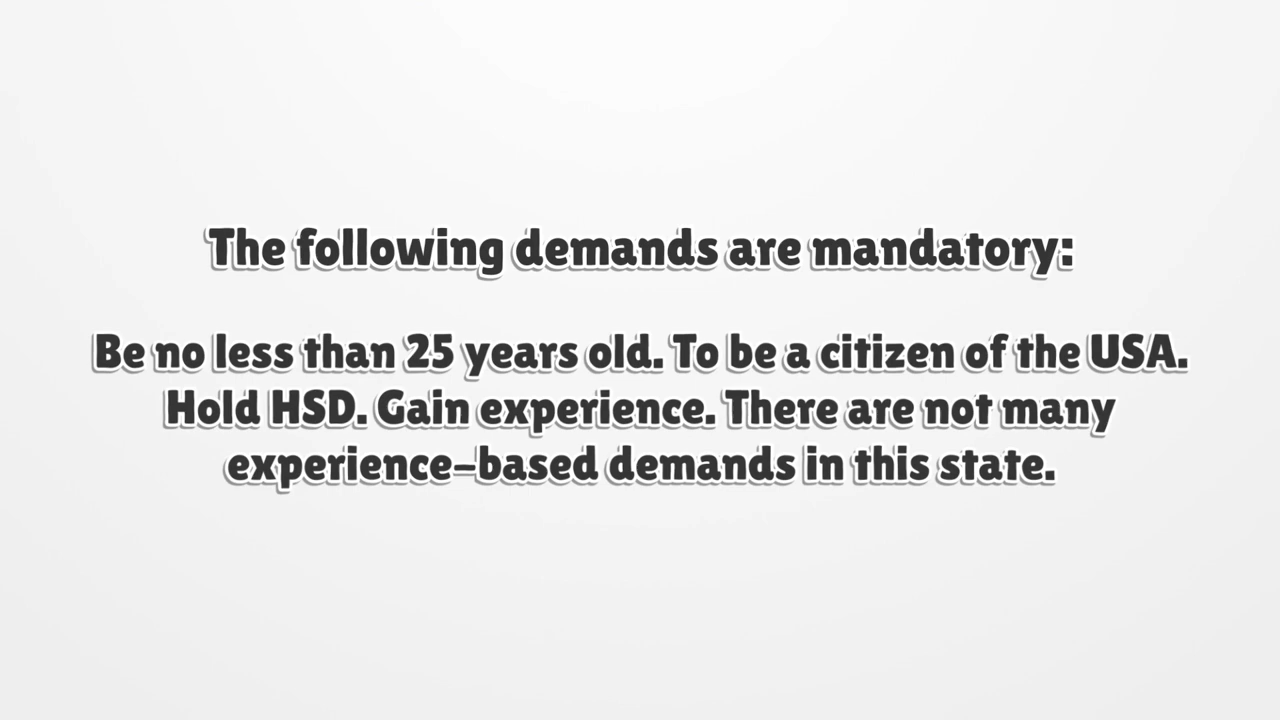 The following demands are mandatory:
Be no less than 25 years old. To be a citizen of the USA.
Hold HSD. Gain experience. There are not many
experience-based demands in this state.